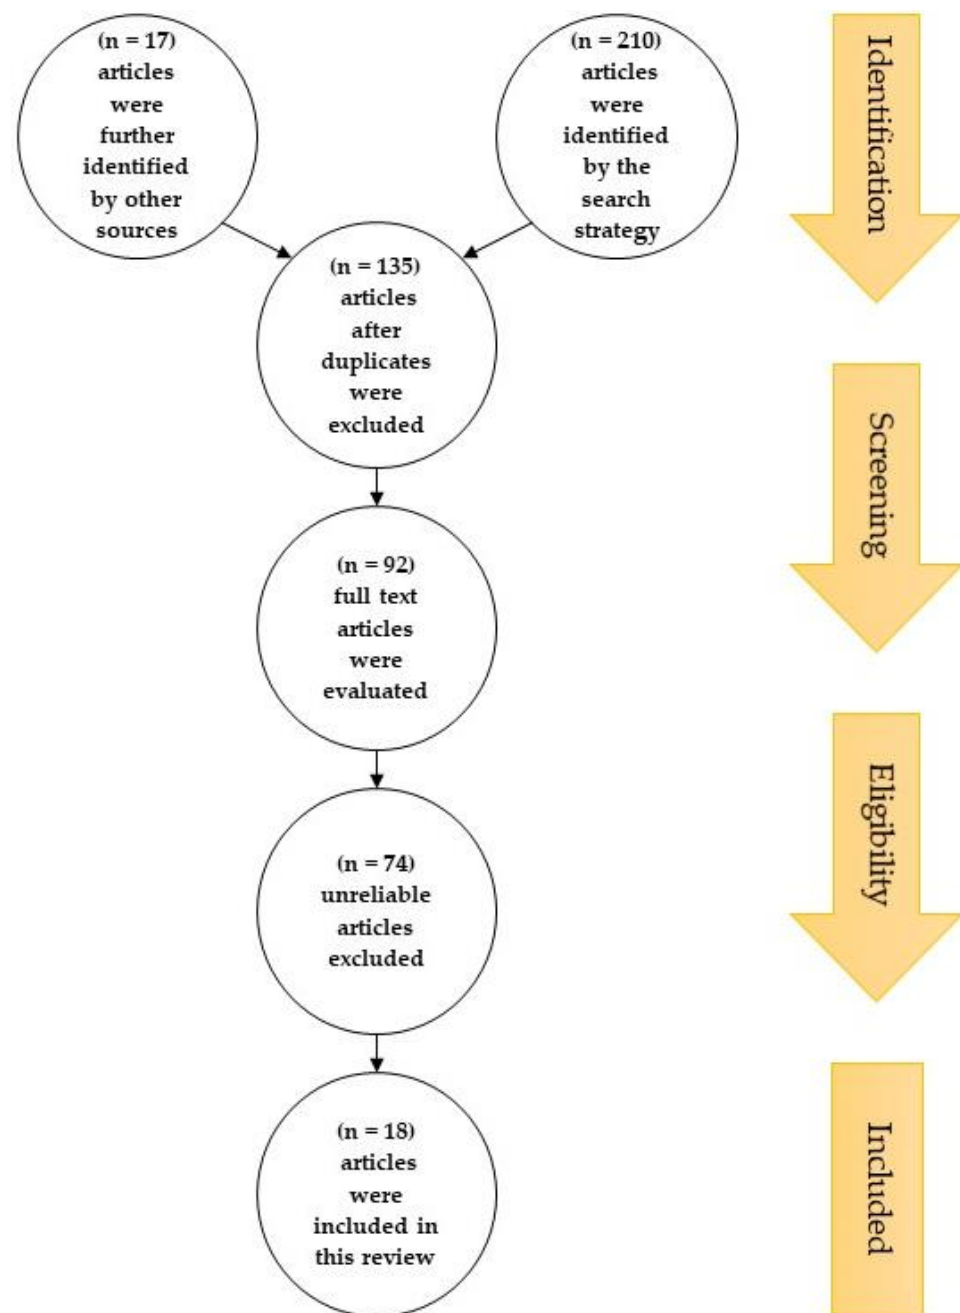 (n = 17)
articles
were
further
identified
by other
sources
(n = 210)
articles
were
identified
by the
search
strategy
Identification
(n = 135)
articles
after
duplicates
were
excluded
Screening
(n = 92)
full text
articles
were
evaluated
Eligibility
(n = 74)
unreliable
articles
excluded
Included
(n = 18)
articles
were
included in
this review